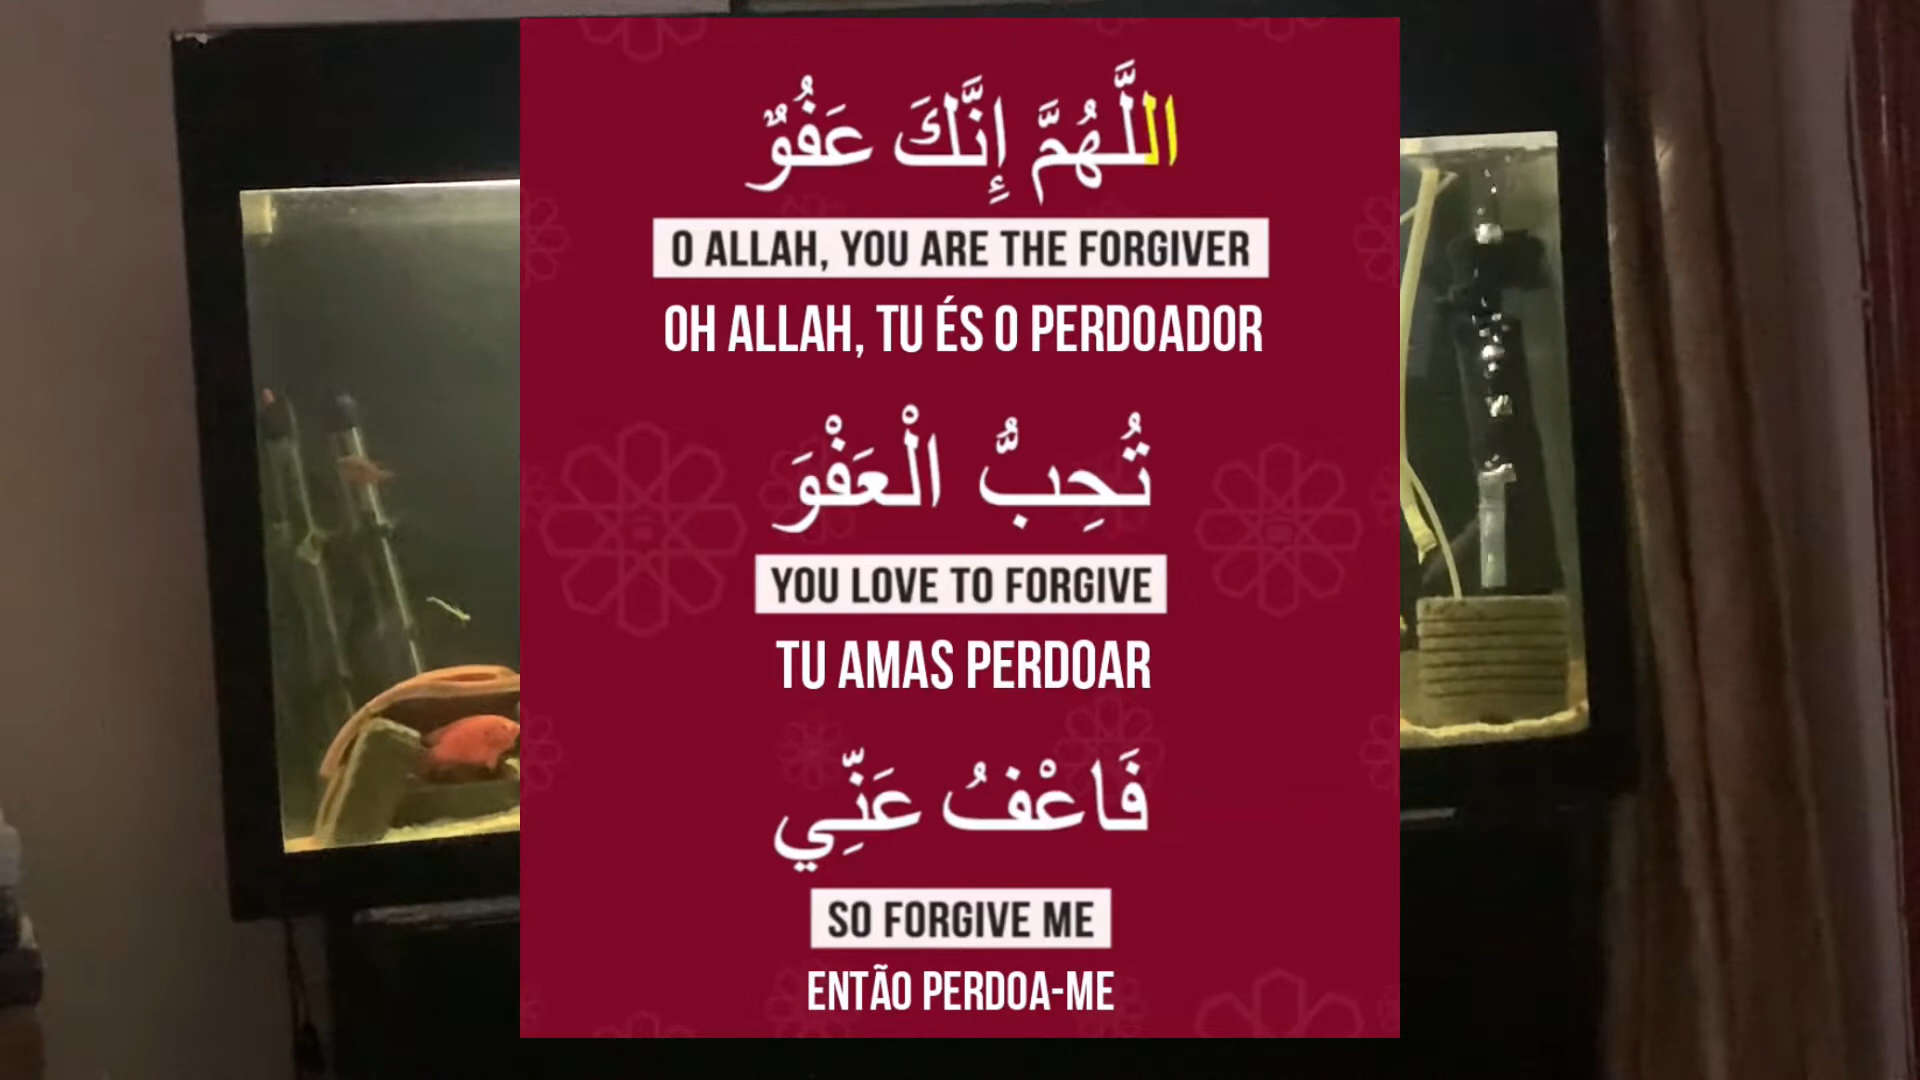 اللَّهُمَّ إِنَّكَ عَفُوٌّ
O ALLAH, YOU ARE THE FORGIVER
OH ALLAH, TU ÉS O PERDOADOR
تُحِبُّ الْعَفْوَ
YOU LOVE TO FORGIVE
TU AMAS PERDOAR
فَاعْفُ عَنِّي
SO FORGIVE ME
ENTÃO PERDOA-ME